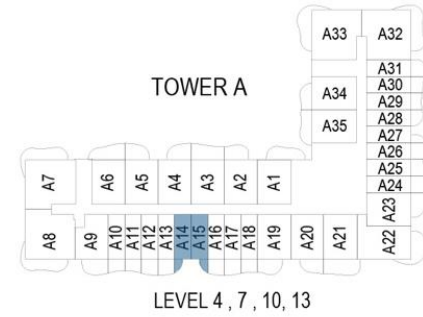 A33 A32
TOWER A
A31
A30
A34
A29
A28
A35
A27
A26
A25
A24
A7 A6 A5 A4 A3 A2 A1
A23
A8 A9 A10 A11 A12 A13 A14 A15 A16 A17 A18 A19 A20 A21 A22
LEVEL 4 , 7 , 10, 13